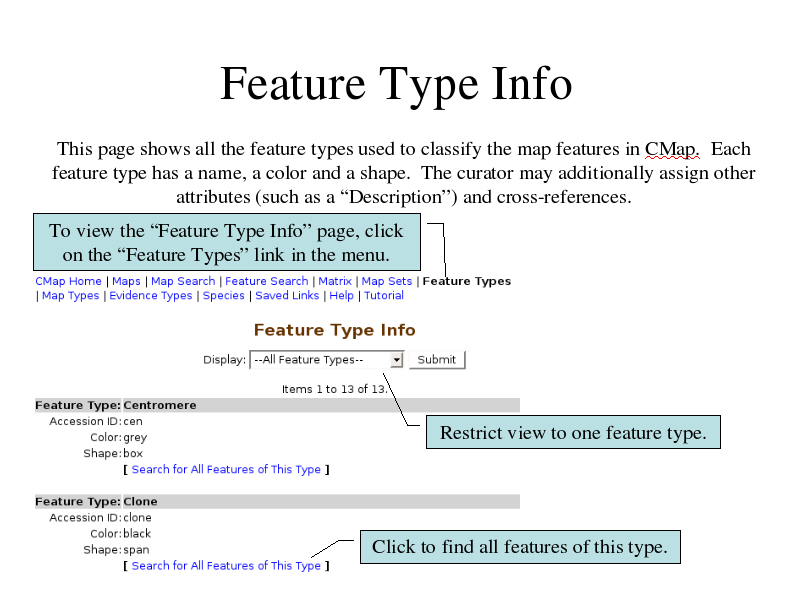 Feature Type Info
This page shows all the feature types used to classify the map features in CMap.  Each
feature type has a name, a color and a shape.  The curator may additionally assign other
attributes (such as a “Description”) and cross-references.
To view the “Feature Type Info” page, click
on the “Feature Types” link in the menu.
CMap Home | Maps | Map Search | Feature Search | Matrix | Map Sets | Feature Types
| Map Types | Evidence Types | Species | Saved Links | Help | Tutorial
Feature Type Info
Display: --All Feature Types-- Submit
Items 1 to 13 of 13.
Feature Type: Centromere
Accession ID: cen
Color: grey
Restrict view to one feature type.
Shape: box
[ Search for All Features of This Type ]
Feature Type: Clone
Accession ID: clone
Color: black
Shape: span
Click to find all features of this type.
[ Search for All Features of This Type ]